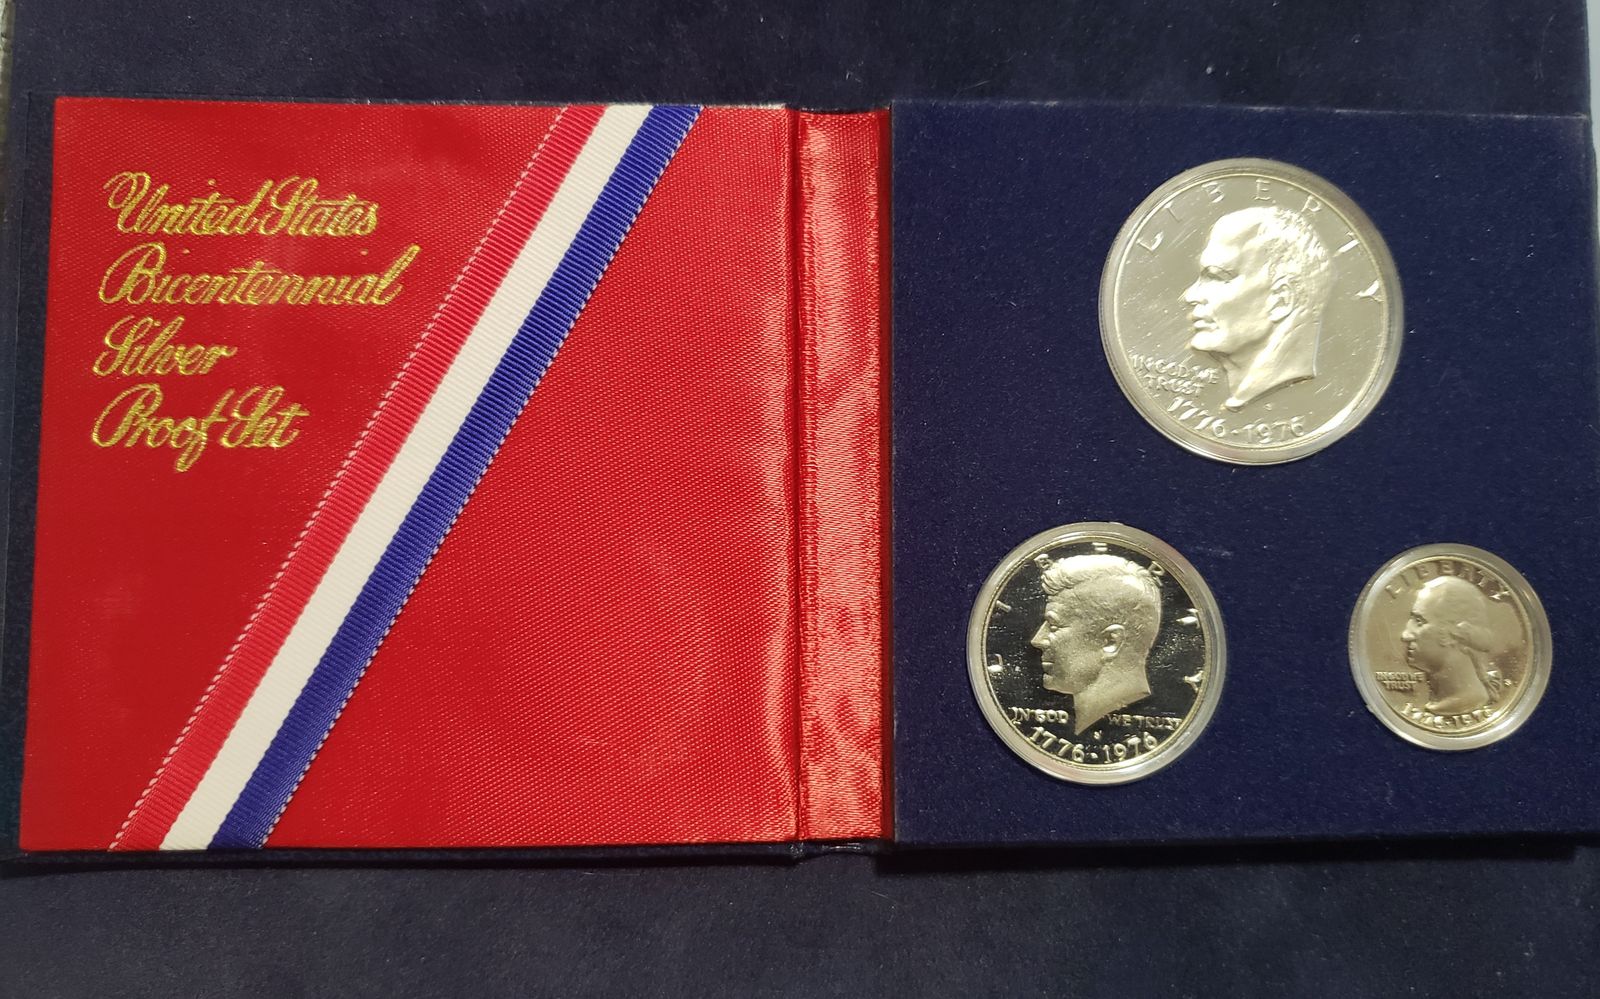 United States
Bicentennial
Silver
Proof Set
LIBERTY
IN GOD WE
TRUST
S
1776-1976
LIBERTY
IN GOD WE TRUST
S
1776-1976
LIBERTY
IN GOD WE
TRUST
S
1776-1976